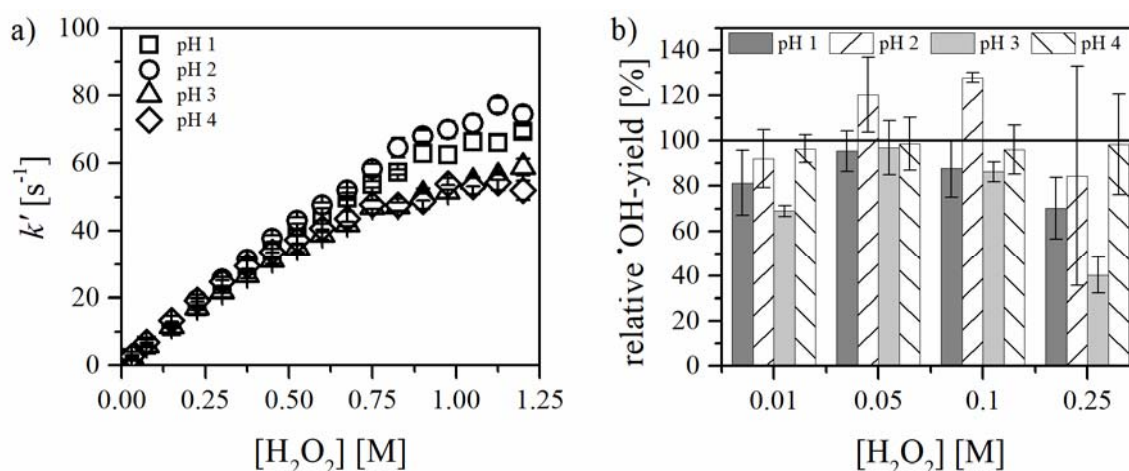 a)
100
80
60
40
20
0
k′ [s⁻¹]
pH 1
pH 2
pH 3
pH 4
0.00 0.25 0.50 0.75 1.00 1.25
[H₂O₂] [M]
b)
140
120
100
80
60
40
20
0
relative •OH-yield [%]
pH 1 pH 2 pH 3 pH 4
0.01 0.05 0.1 0.25
[H₂O₂] [M]